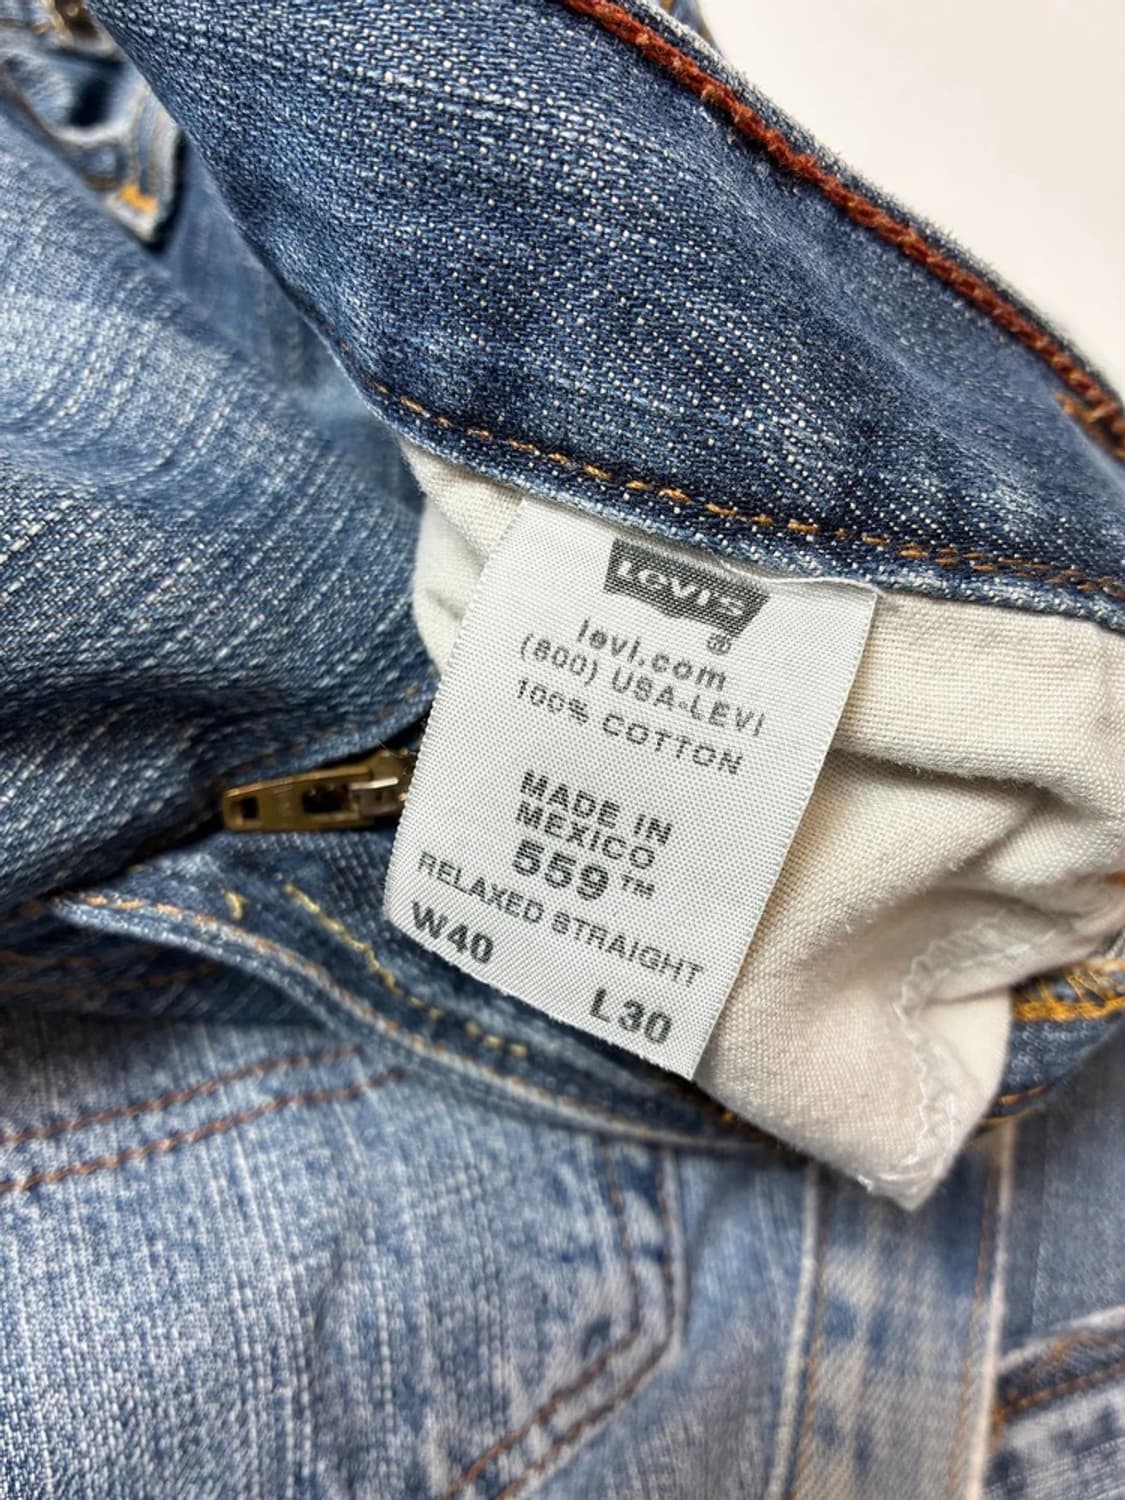 LEVI'S
®
levi.com
(800) USA-LEVI
100% COTTON
MADE IN
MEXICO
559™
RELAXED STRAIGHT
W40 L30